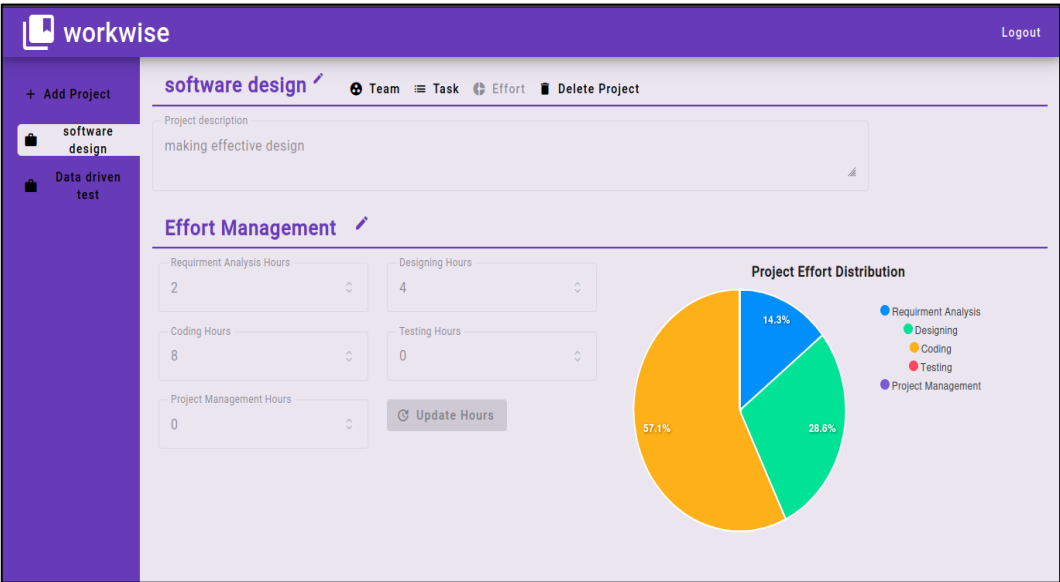 workwise
Logout
+ Add Project
software
design
Data driven
test
software design
Team
Task
Effort
Delete Project
Project description
making effective design
Effort Management
Requirment Analysis Hours
2
Designing Hours
4
Coding Hours
8
Testing Hours
0
Project Management Hours
0
Update Hours
Project Effort Distribution
14.3%
28.6%
57.1%
Requirment Analysis
Designing
Coding
Testing
Project Management